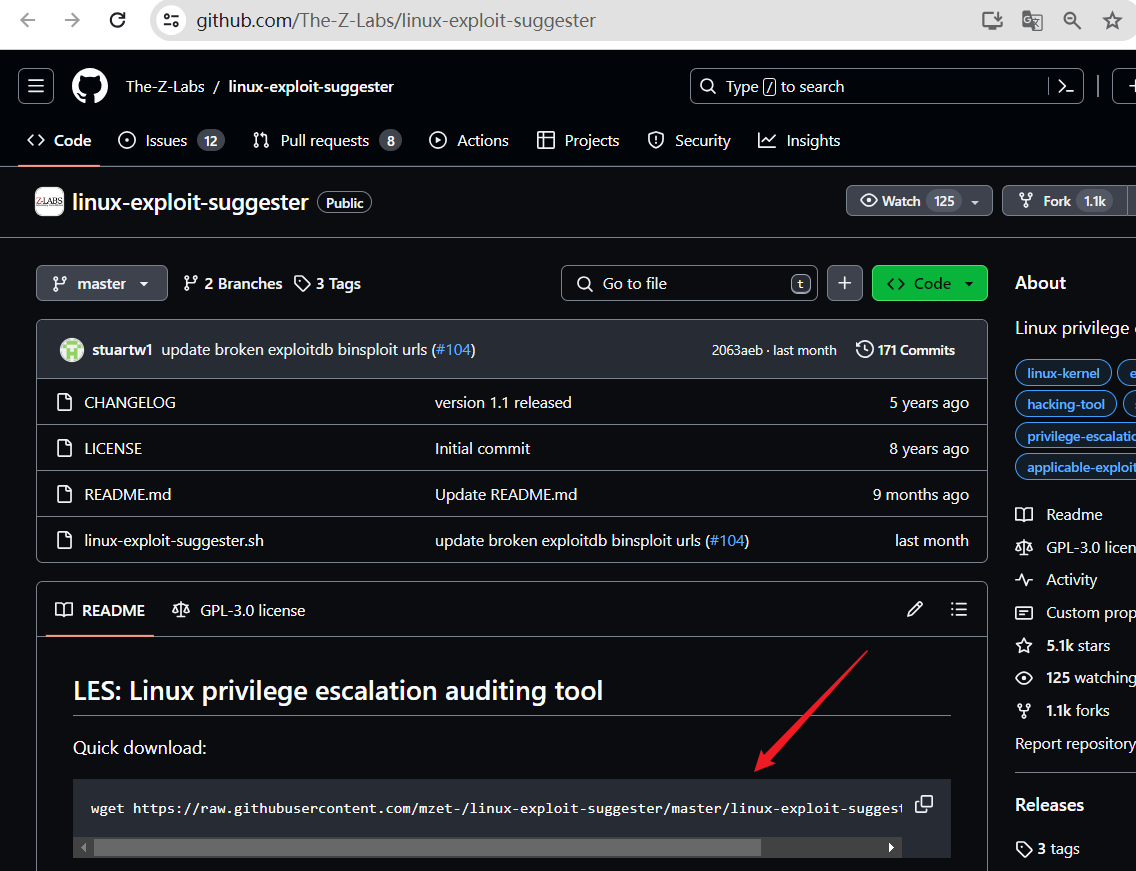 github.com/The-Z-Labs/linux-exploit-suggester
The-Z-Labs / linux-exploit-suggester
Type / to search
Code
Issues 12
Pull requests 8
Actions
Projects
Security
Insights
Z-LABS
linux-exploit-suggester Public
Watch 125
Fork 1.1k
master
2 Branches
3 Tags
Go to file t
Code
stuartw1 update broken exploitdb binsploit urls (#104)
2063aeb · last month
171 Commits
CHANGELOG version 1.1 released 5 years ago
LICENSE Initial commit 8 years ago
README.md Update README.md 9 months ago
linux-exploit-suggester.sh update broken exploitdb binsploit urls (#104) last month
README
GPL-3.0 license
LES: Linux privilege escalation auditing tool
Quick download:
wget https://raw.githubusercontent.com/mzet-/linux-exploit-suggester/master/linux-exploit-suggest
About
Linux privilege
linux-kernel
hacking-tool
privilege-escalatio
applicable-exploit
Readme
GPL-3.0 licen
Activity
Custom prop
5.1k stars
125 watching
1.1k forks
Report repository
Releases
3 tags